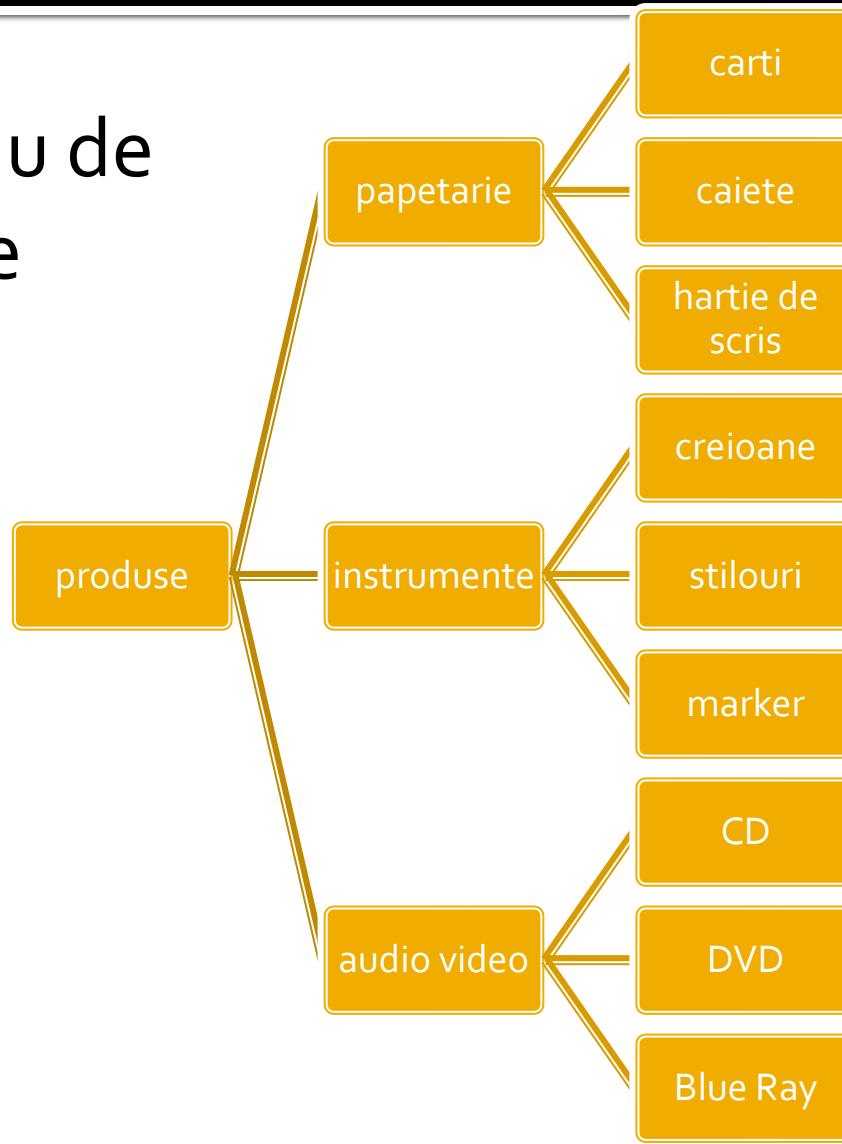 u de
e
produse
papetarie
carti
caiete
hartie de
scris
instrumente
creioane
stilouri
marker
audio video
CD
DVD
Blue Ray